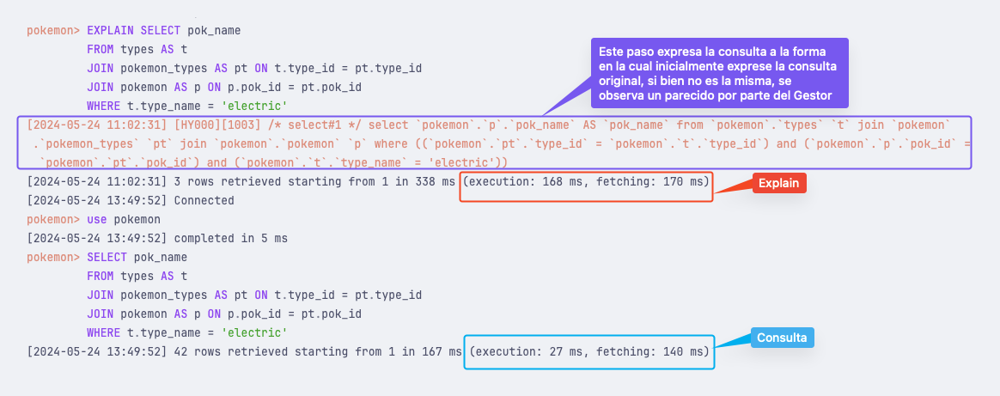 pokemon> EXPLAIN SELECT pok_name
FROM types AS t
JOIN pokemon_types AS pt ON t.type_id = pt.type_id
JOIN pokemon AS p ON p.pok_id = pt.pok_id
WHERE t.type_name = 'electric'
Este paso expresa la consulta a la forma
en la cual inicialmente exprese la consulta
original, si bien no es la misma, se
observa un parecido por parte del Gestor
[2024-05-24 11:02:31] [HY000][1003] /* select#1 */ select `pokemon`.`p`.`pok_name` AS `pok_name` from `pokemon`.`types` `t` join `pokemon`
.`pokemon_types` `pt` join `pokemon`.`pokemon` `p` where ((`pokemon`.`pt`.`type_id` = `pokemon`.`t`.`type_id`) and (`pokemon`.`p`.`pok_id` =
`pokemon`.`pt`.`pok_id`) and (`pokemon`.`t`.`type_name` = 'electric'))
[2024-05-24 11:02:31] 3 rows retrieved starting from 1 in 338 ms (execution: 168 ms, fetching: 170 ms)
Explain
[2024-05-24 13:49:52] Connected
pokemon> use pokemon
[2024-05-24 13:49:52] completed in 5 ms
pokemon> SELECT pok_name
FROM types AS t
JOIN pokemon_types AS pt ON t.type_id = pt.type_id
JOIN pokemon AS p ON p.pok_id = pt.pok_id
WHERE t.type_name = 'electric'
Consulta
[2024-05-24 13:49:52] 42 rows retrieved starting from 1 in 167 ms (execution: 27 ms, fetching: 140 ms)